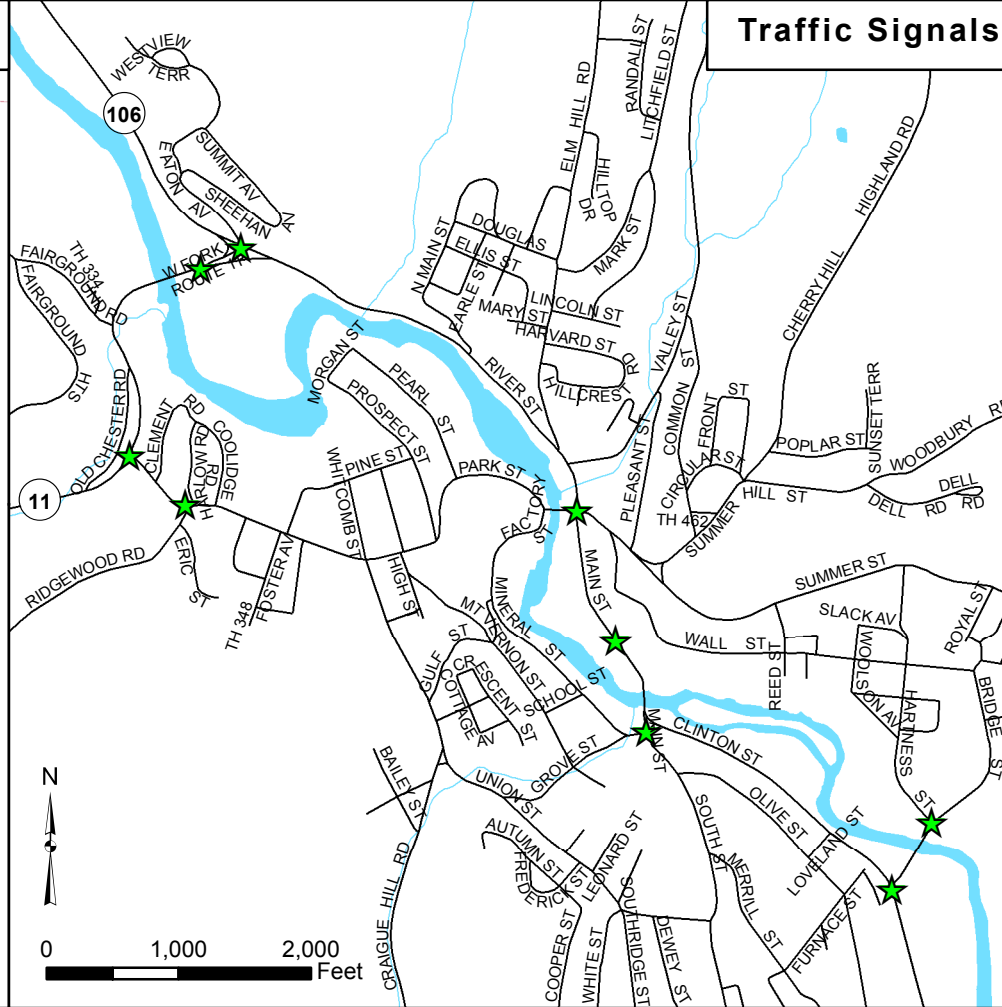 Traffic Signals
WESTVIEW
TERR
106
SUMMIT AV
EATON AV
SHEEHAN AV
W FORK
ROUTE 11
TH 334
FAIRGROUND RD
FAIRGROUND HTS
OLD CHESTER RD
11
CLEMENT RD
HARLOW RD
COOLIDGE RD
RIDGEWOOD RD
ERIC ST
TH 348
FOSTER AV
WHITCOMB ST
PINE ST
HIGH ST
MORGAN ST
PROSPECT ST
PEARL ST
PARK ST
FACTORY ST
RIVER ST
N MAIN ST
DOUGLAS
ELLIS ST
EARLE ST
MARY ST
LINCOLN ST
HARVARD ST
HILLCRES RD
ELM HILL RD
HILLTOP DR
RANDALL ST
LITCHFIELD ST
MARK ST
VALLEY ST
COMMON ST
PLEASANT ST
FRONT ST
CIRCULAR ST
TH 462
SUMMER
HILL ST
HIGHLAND RD
CHERRY HILL
POPLAR ST
SUNSET TERR
WOODBURY RD
DELL RD
DELL RD
SUMMER ST
SLACK AV
ROYAL ST
WALL ST
REED ST
WOOLSON AV
HARTNESS ST
BRIDGE ST
MAIN ST
MAIN ST
MINERAL ST
MT VERNON ST
SCHOOL ST
GULF ST
CRESCENT ST
COTTAGE AV
GROVE ST
UNION ST
BAILEY ST
CRAIGUE HILL RD
AUTUMN ST
FREDERICK ST
LEONARD ST
COOPER ST
WHITE ST
SOUTHRIDGE ST
DEWEY ST
SOUTH ST
MERRILL ST
CLINTON ST
OLIVE ST
LOVELAND ST
FURNACE ST
N
0 1,000 2,000
Feet